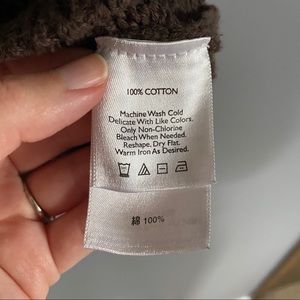 100% COTTON
Machine Wash Cold
Delicate With Like Colors.
Only Non-Chlorine
Bleach When Needed.
Reshape, Dry Flat.
Warm Iron As Desired.
綿 100%